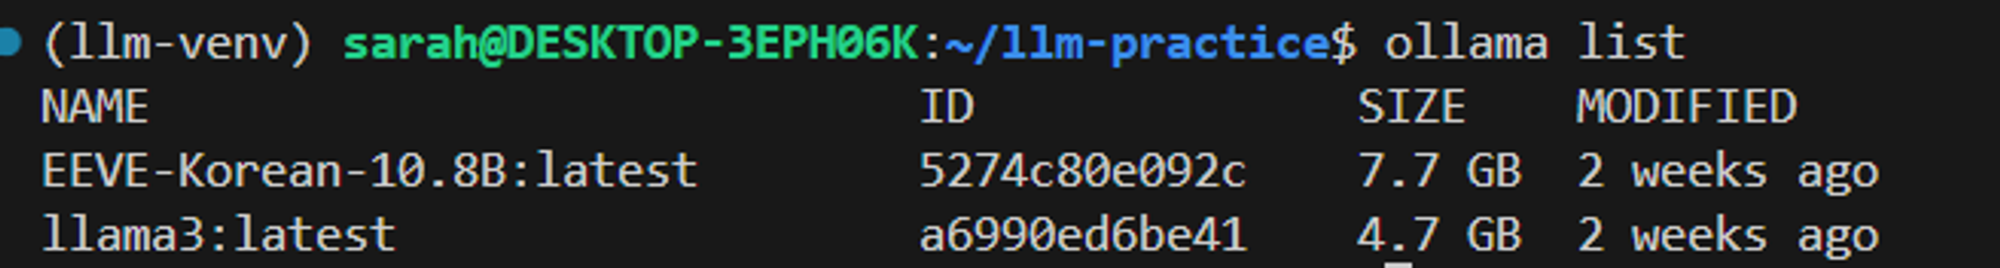 (llm-venv) sarah@DESKTOP-3EPH06K:~/llm-practice$ ollama list
NAME ID SIZE MODIFIED
EEVE-Korean-10.8B:latest 5274c80e092c 7.7 GB 2 weeks ago
llama3:latest a6990ed6be41 4.7 GB 2 weeks ago